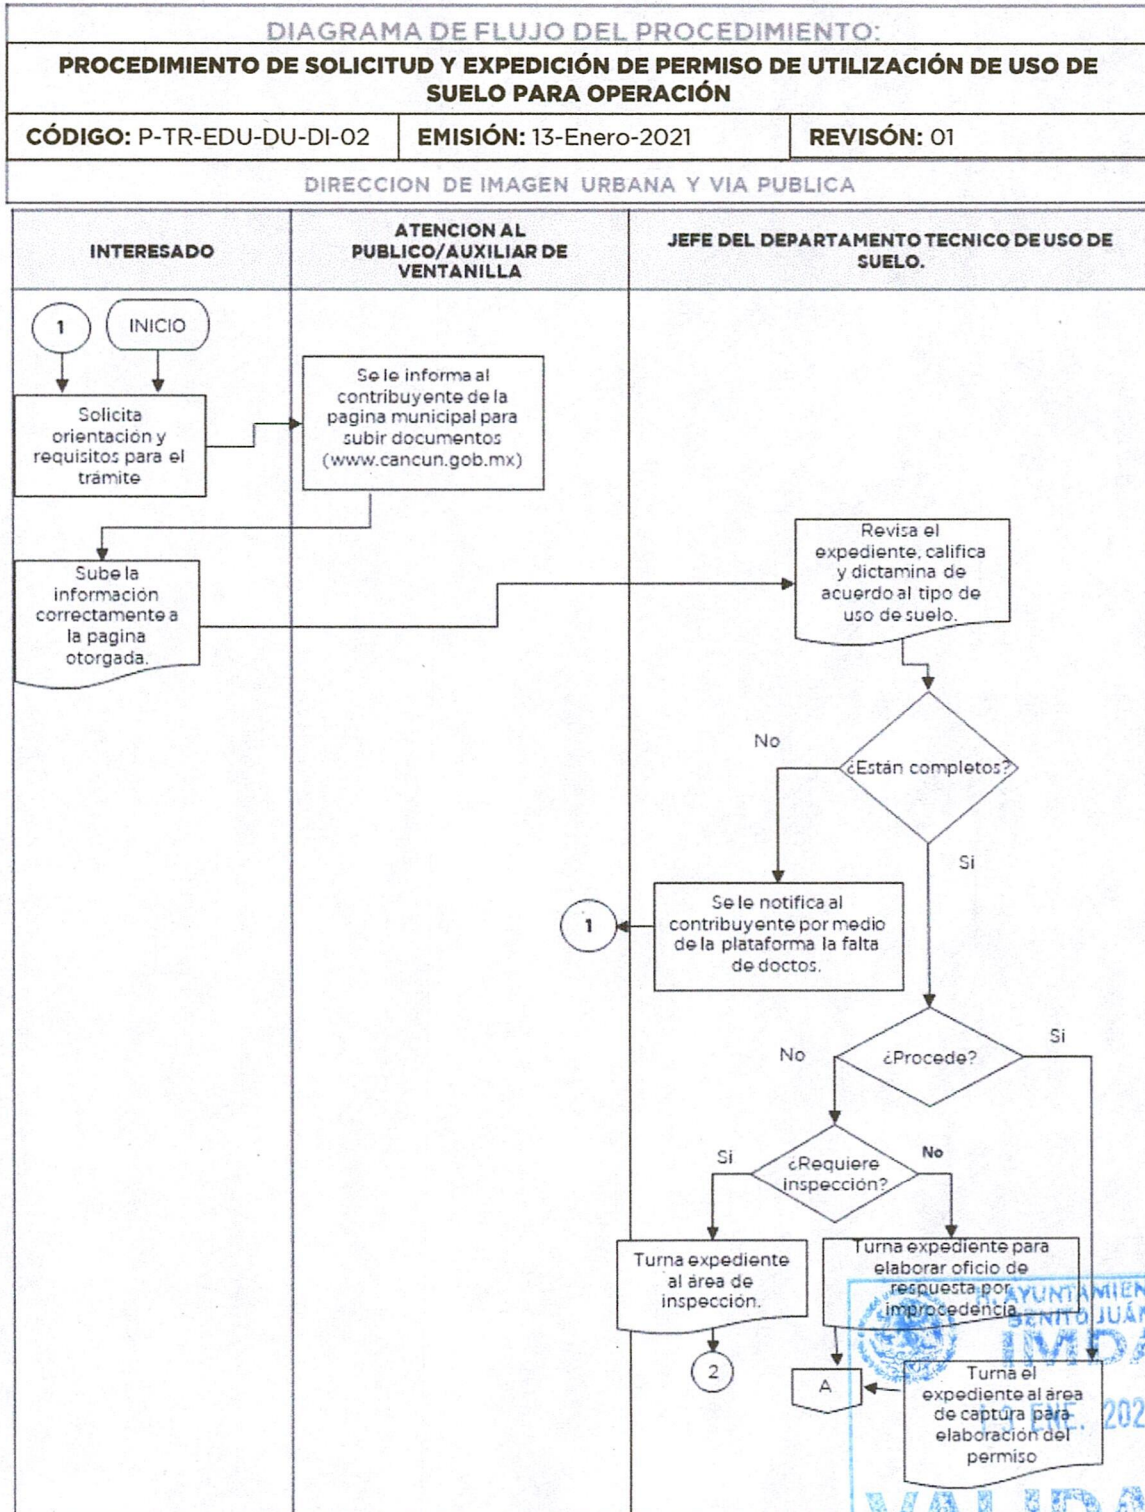 DIAGRAMA DE FLUJO DEL PROCEDIMIENTO:
PROCEDIMIENTO DE SOLICITUD Y EXPEDICIÓN DE PERMISO DE UTILIZACIÓN DE USO DE
SUELO PARA OPERACIÓN
CÓDIGO: P-TR-EDU-DU-DI-02
EMISIÓN: 13-Enero-2021
REVISÓN: 01
DIRECCION DE IMAGEN URBANA Y VIA PUBLICA
INTERESADO
ATENCION AL
PUBLICO/AUXILIAR DE
VENTANILLA
JEFE DEL DEPARTAMENTO TECNICO DE USO DE
SUELO.
1
INICIO
Solicita
orientación y
requisitos para el
trámite
Se le informa al
contribuyente de la
pagina municipal para
subir documentos
(www.cancun.gob.mx)
Sube la
información
correctamente a
la pagina
otorgada.
Revisa el
expediente, califica
y dictamina de
acuerdo al tipo de
uso de suelo.
¿Están completos?
No
Si
Se le notifica al
contribuyente por medio
de la plataforma la falta
de doctos.
1
¿Procede?
No
Si
¿Requiere
inspección?
Si
No
Turna expediente
al área de
inspección.
2
Turna expediente para
elaborar oficio de
respuesta por
improcedencia
A
Turna el
expediente al área
de captura para
elaboración del
permiso
H. AYUNTAMIEN
BENITO JUÁ
IMDA
ENE. 202
VALIDA